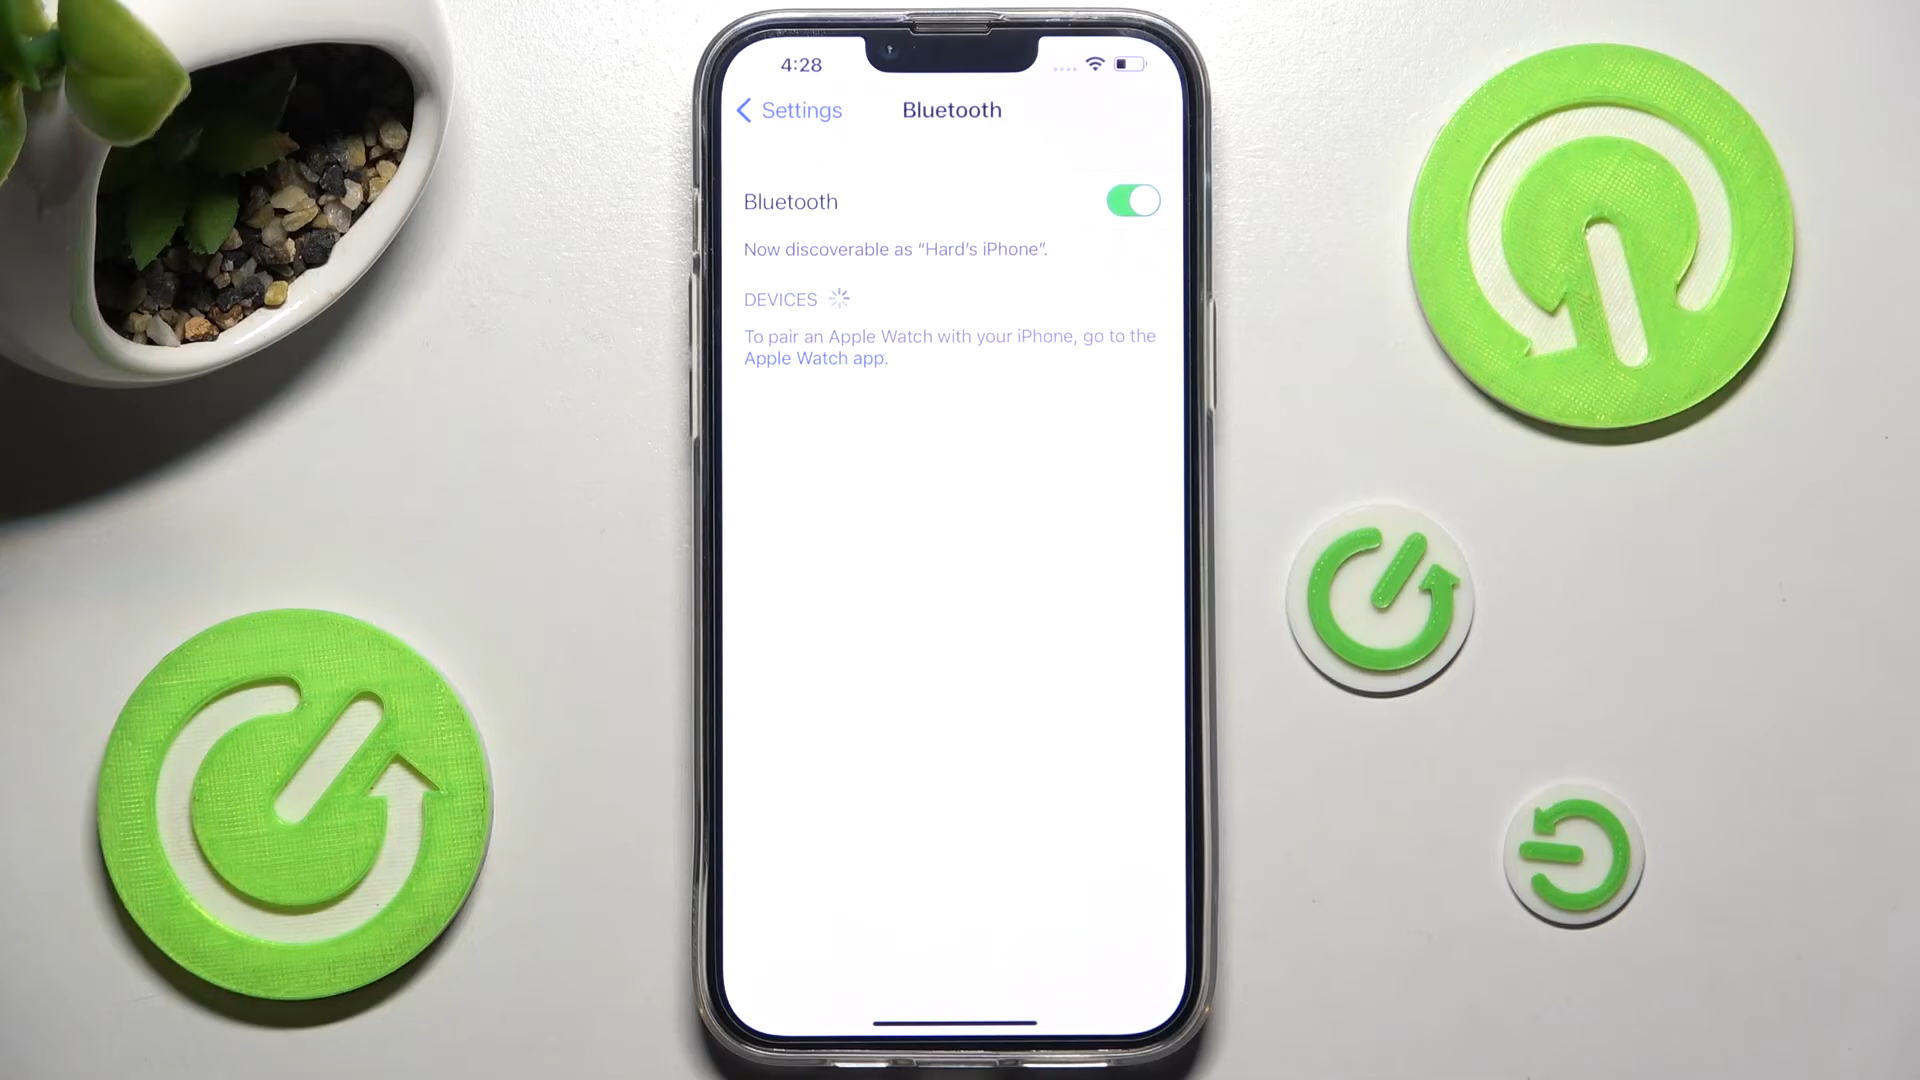 4:28
Settings
Bluetooth
Bluetooth
Now discoverable as “Hard’s iPhone”.
DEVICES
To pair an Apple Watch with your iPhone, go to the
Apple Watch app.